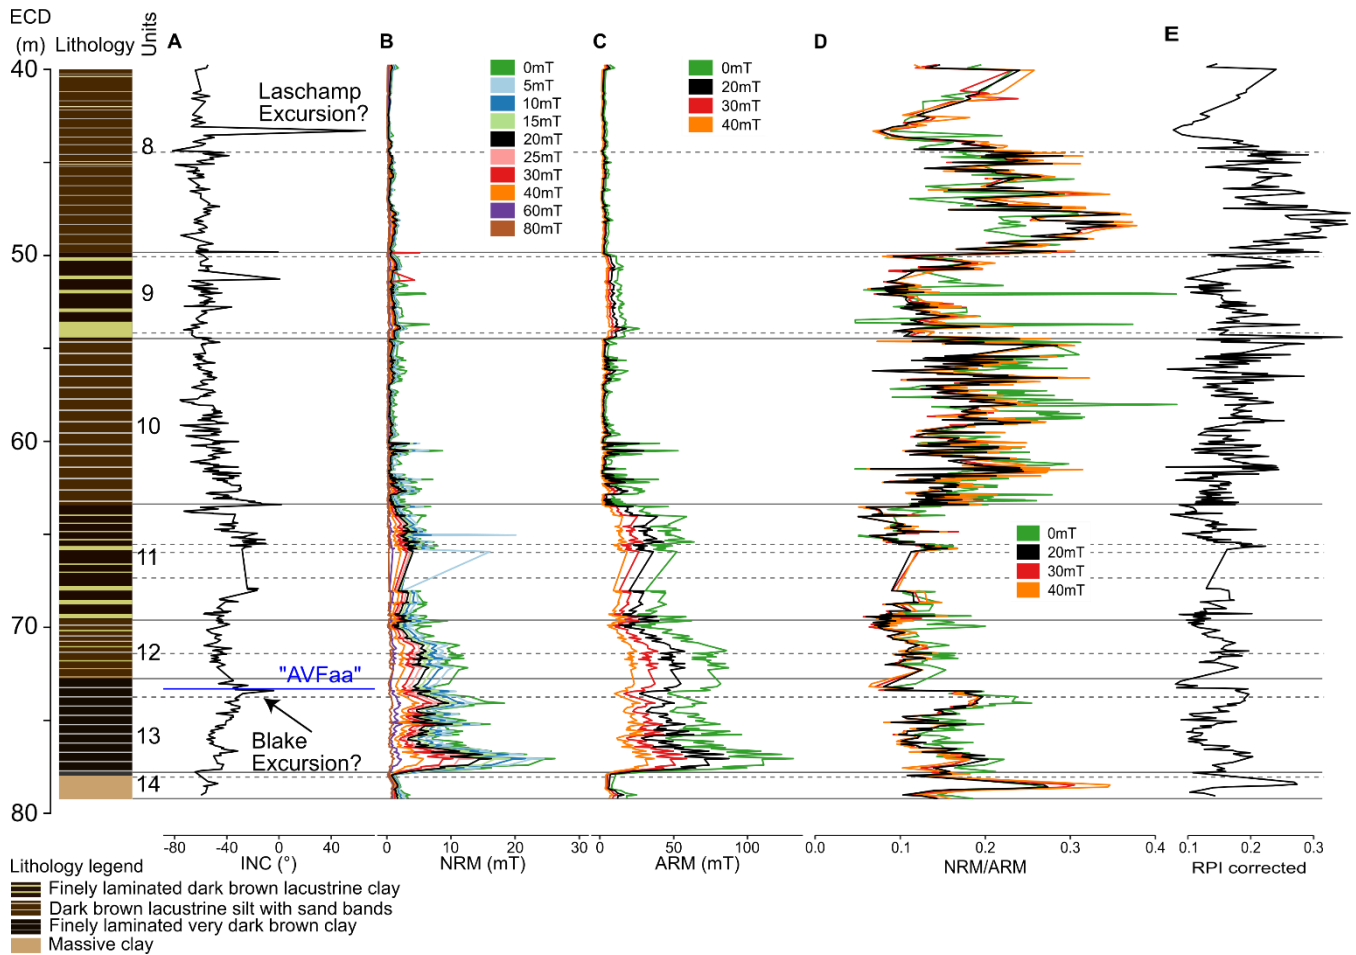 ECD
(m)
Lithology
Units
A
B
C
D
E
40
50
60
70
80
8
9
10
11
12
13
14
Laschamp
Excursion?
"AVFaa"
Blake
Excursion?
0mT
5mT
10mT
15mT
20mT
25mT
30mT
40mT
60mT
80mT
0mT
20mT
30mT
40mT
0mT
20mT
30mT
40mT
-80 -40 0 40
INC (°)
0 10 20 30
NRM (mT)
0 50 100
ARM (mT)
0.0 0.1 0.2 0.3 0.4
NRM/ARM
0.1 0.2 0.3
RPI corrected
Lithology legend
Finely laminated dark brown lacustrine clay
Dark brown lacustrine silt with sand bands
Finely laminated very dark brown clay
Massive clay